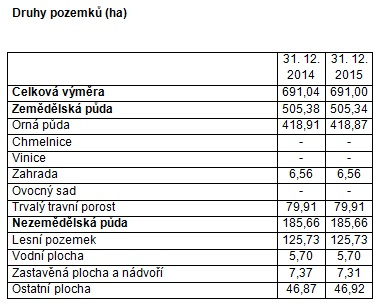 Druhy pozemků (ha)
31. 12. 2014 31. 12. 2015
Celková výměra 691,04 691,00
Zemědělská půda 505,38 505,34
Orná půda 418,91 418,87
Chmelnice - -
Vinice - -
Zahrada 6,56 6,56
Ovocný sad - -
Trvalý travní porost 79,91 79,91
Nezemědělská půda 185,66 185,66
Lesní pozemek 125,73 125,73
Vodní plocha 5,70 5,70
Zastavěná plocha a nádvoří 7,37 7,31
Ostatní plocha 46,87 46,92